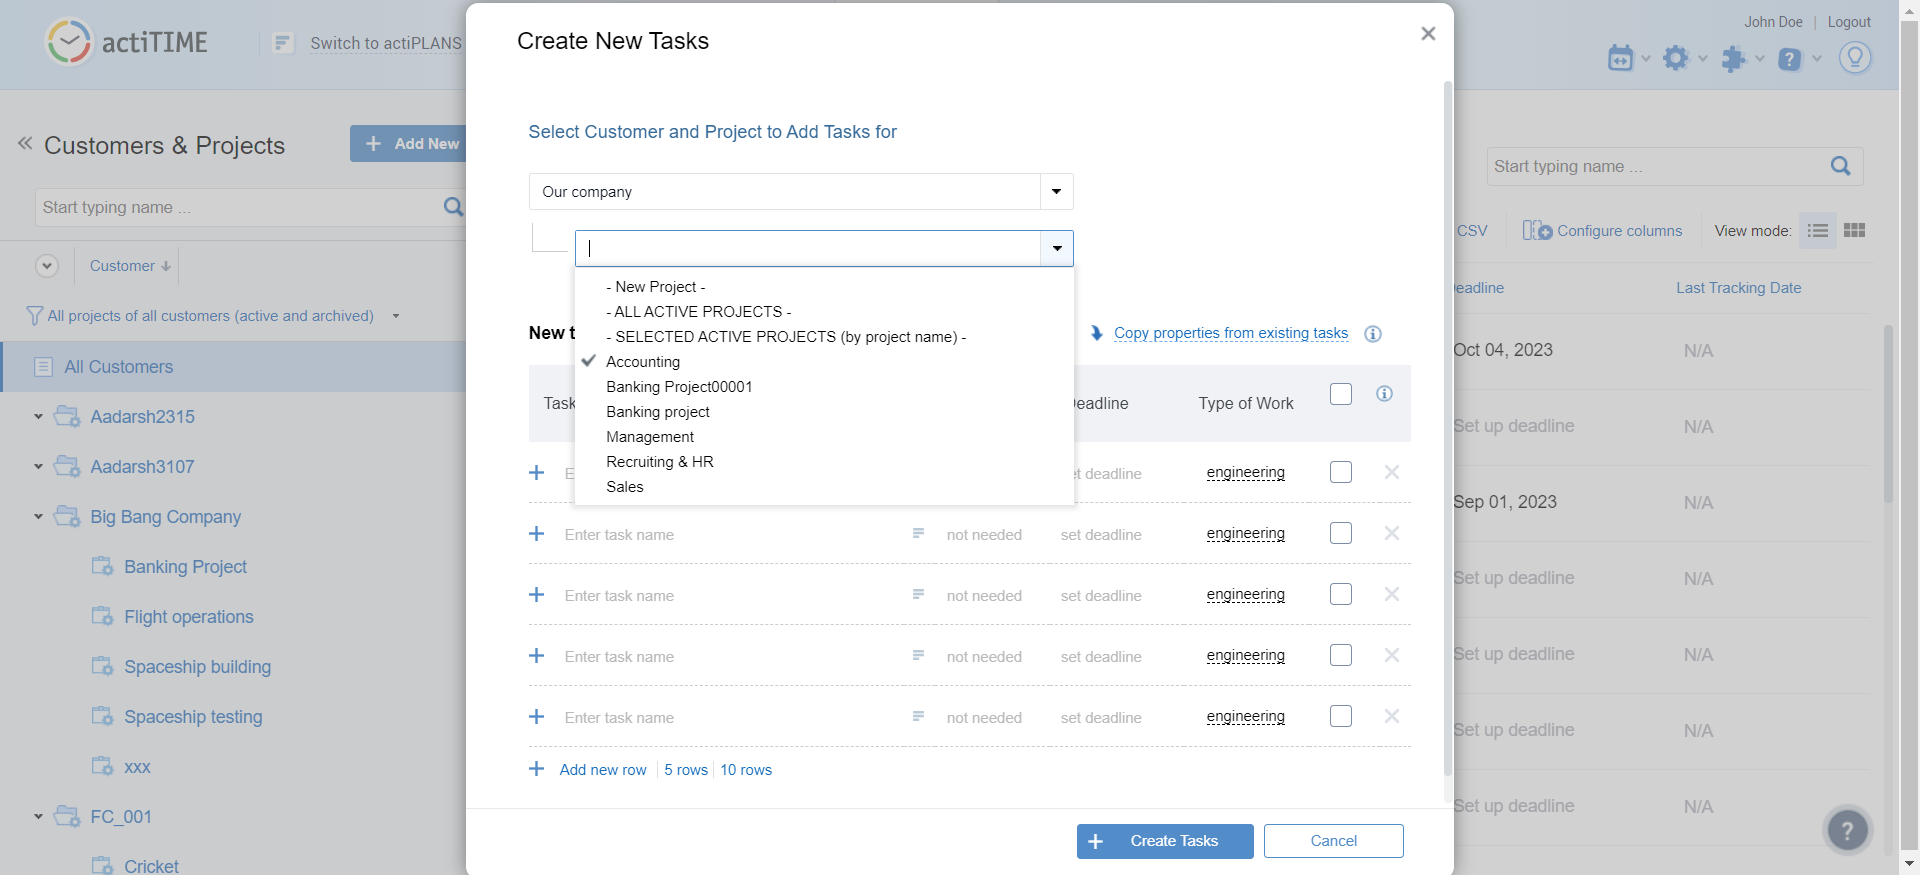 actiTIME
Switch to actiPLANS
Create New Tasks
John Doe | Logout
Customers & Projects
Add New
Select Customer and Project to Add Tasks for
Start typing name ...
Our company
Start typing name ...
CSV
Configure columns
View mode:
Customer
- New Project -
- ALL ACTIVE PROJECTS -
- SELECTED ACTIVE PROJECTS (by project name) -
Accounting
Banking Project00001
Banking project
Management
Recruiting & HR
Sales
eadline
Last Tracking Date
All projects of all customers (active and archived)
New t
Copy properties from existing tasks
Oct 04, 2023
N/A
All Customers
Task
eadline
Type of Work
Aadarsh2315
Set up deadline
N/A
Aadarsh3107
E
et deadline
engineering
Sep 01, 2023
N/A
Big Bang Company
Enter task name
not needed
set deadline
engineering
Banking Project
Set up deadline
N/A
Enter task name
not needed
set deadline
engineering
Flight operations
Spaceship building
Enter task name
not needed
set deadline
engineering
Set up deadline
N/A
Spaceship testing
Enter task name
not needed
set deadline
engineering
Set up deadline
N/A
xxx
Add new row
5 rows
10 rows
FC_001
Set up deadline
N/A
Create Tasks
Cancel
?
Cricket